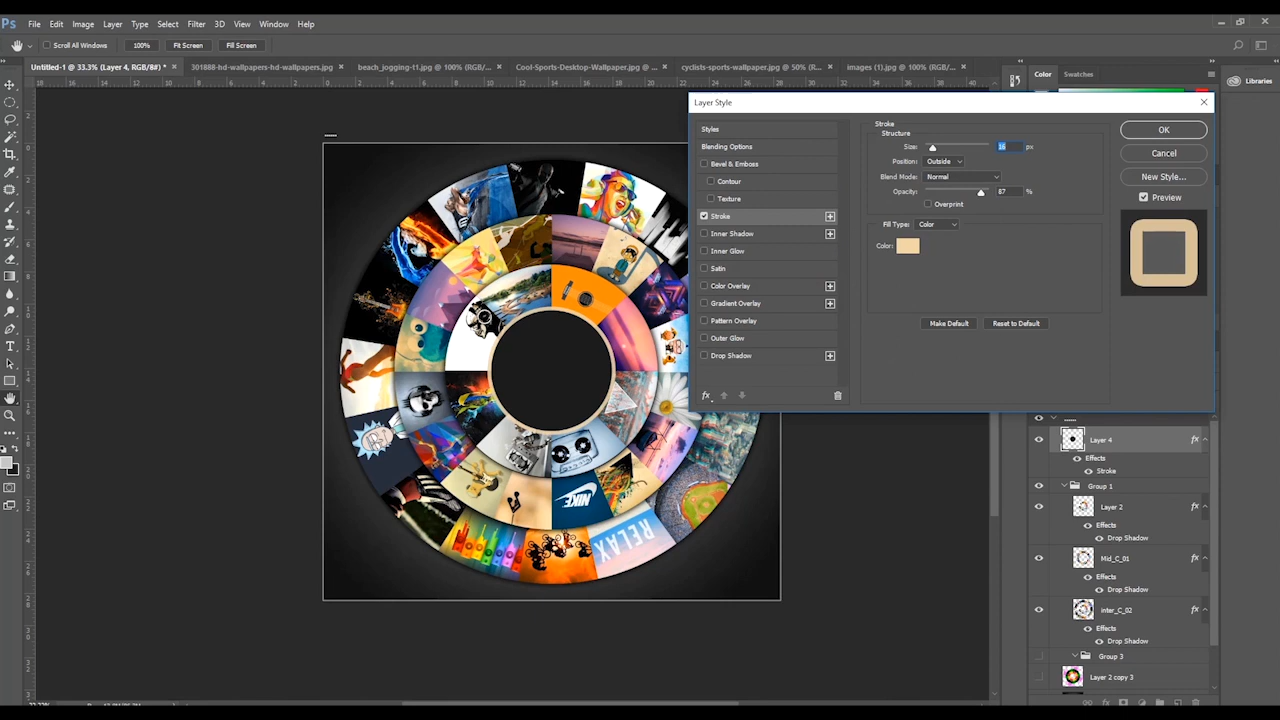 Ps File Edit Image Layer Type Select Filter 3D View Window Help
Scroll All Windows 100% Fit Screen Fill Screen
Untitled-1 @ 33.3% (Layer 4, RGB/8#) * × 301888-hd-wallpapers-hd-wallpapers.jpg × beach_jogging-t1.jpg @ 100% (RGB/... × Cool-Sports-Desktop-Wallpaper.jpg @ ... × cyclists-sports-wallpaper.jpg @ 50% (R... × images (1).jpg @ 100% (RGB/... ×
Color Swatches
Libraries
Layer Style
Styles
Blending Options
Bevel & Emboss
Contour
Texture
Stroke
Inner Shadow
Inner Glow
Satin
Color Overlay
Gradient Overlay
Pattern Overlay
Outer Glow
Drop Shadow
fx
Stroke
Structure
Size: 16 px
Position: Outside
Blend Mode: Normal
Opacity: 87 %
Overprint
Fill Type: Color
Color:
Make Default Reset to Default
OK
Cancel
New Style...
Preview
NIKE
RELAX
Layer 4 fx
Effects
Stroke
Group 1
Layer 2 fx
Effects
Drop Shadow
Mid_C_01 fx
Effects
Drop Shadow
inter_C_02 fx
Effects
Drop Shadow
Group 3
Layer 2 copy 3